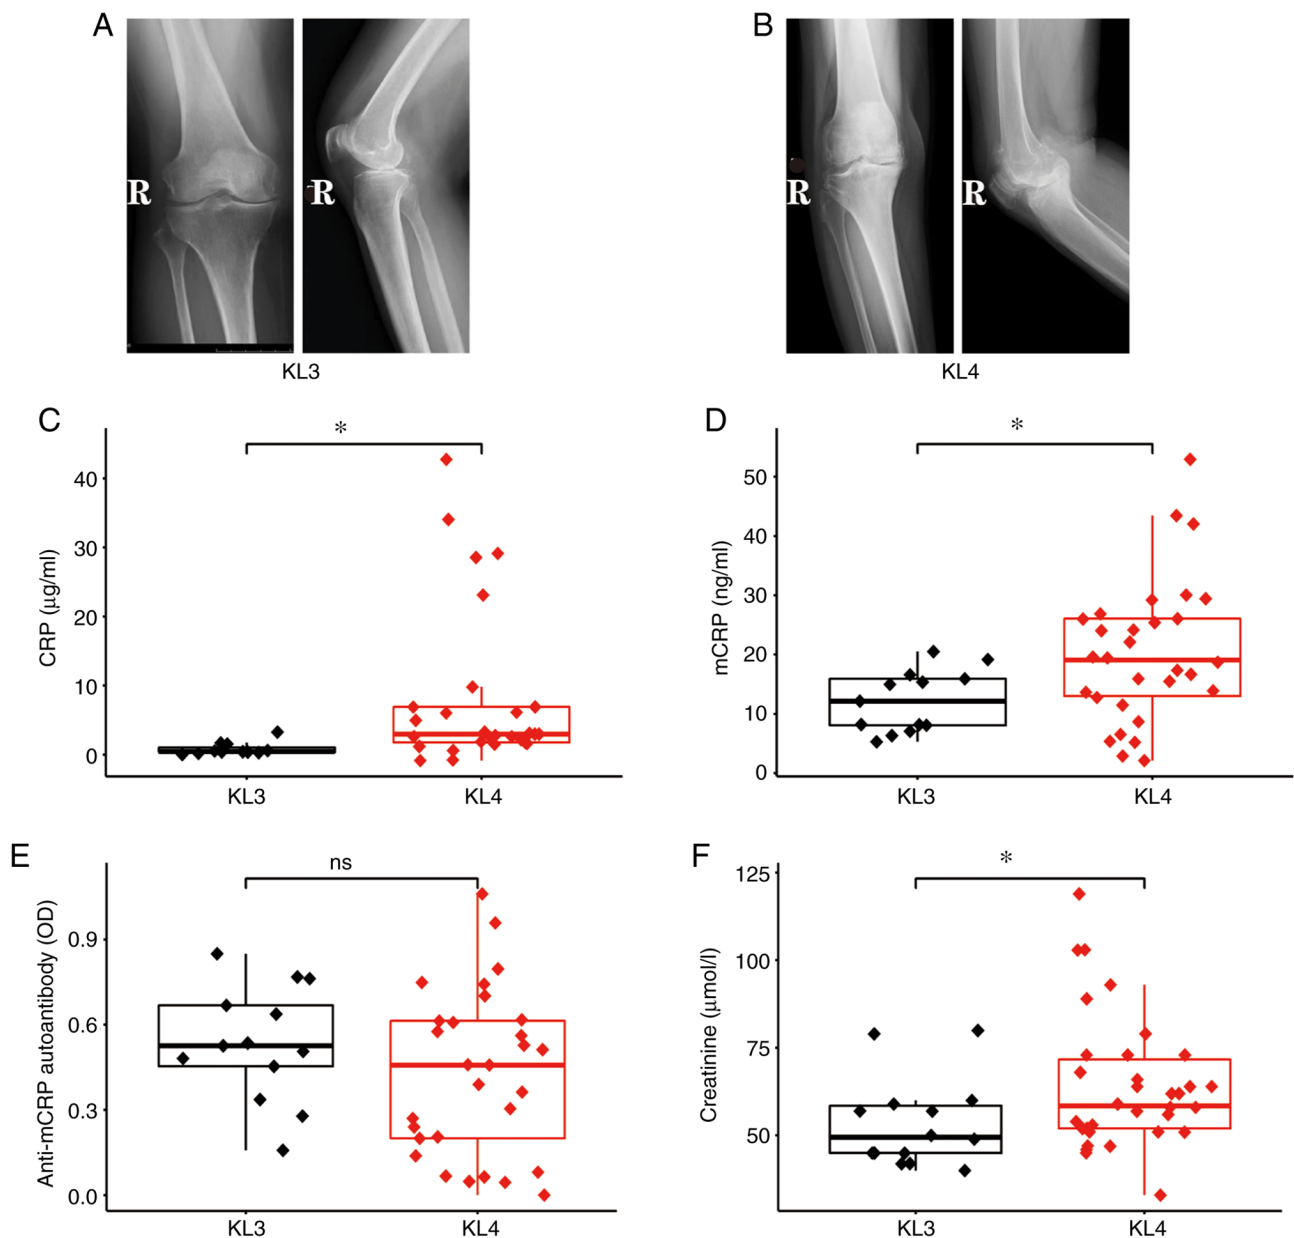 A
B
R
R
R
R
KL3
KL4
C
D
*
*
CRP (µg/ml)
40
30
20
10
0
KL3
KL4
mCRP (ng/ml)
50
40
30
20
10
0
KL3
KL4
E
F
ns
*
Anti-mCRP autoantibody (OD)
0.9
0.6
0.3
0.0
KL3
KL4
Creatinine (µmol/l)
125
100
75
50
KL3
KL4